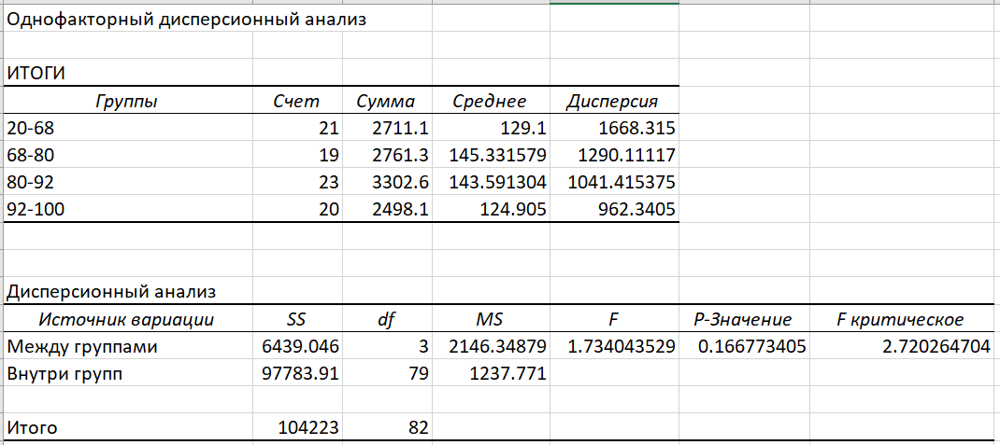 Однофакторный дисперсионный анализ
ИТОГИ
Группы Счет Сумма Среднее Дисперсия
20-68 21 2711.1 129.1 1668.315
68-80 19 2761.3 145.331579 1290.11117
80-92 23 3302.6 143.591304 1041.415375
92-100 20 2498.1 124.905 962.3405
Дисперсионный анализ
Источник вариации SS df MS F P-Значение F критическое
Между группами 6439.046 3 2146.34879 1.734043529 0.166773405 2.720264704
Внутри групп 97783.91 79 1237.771
Итого 104223 82